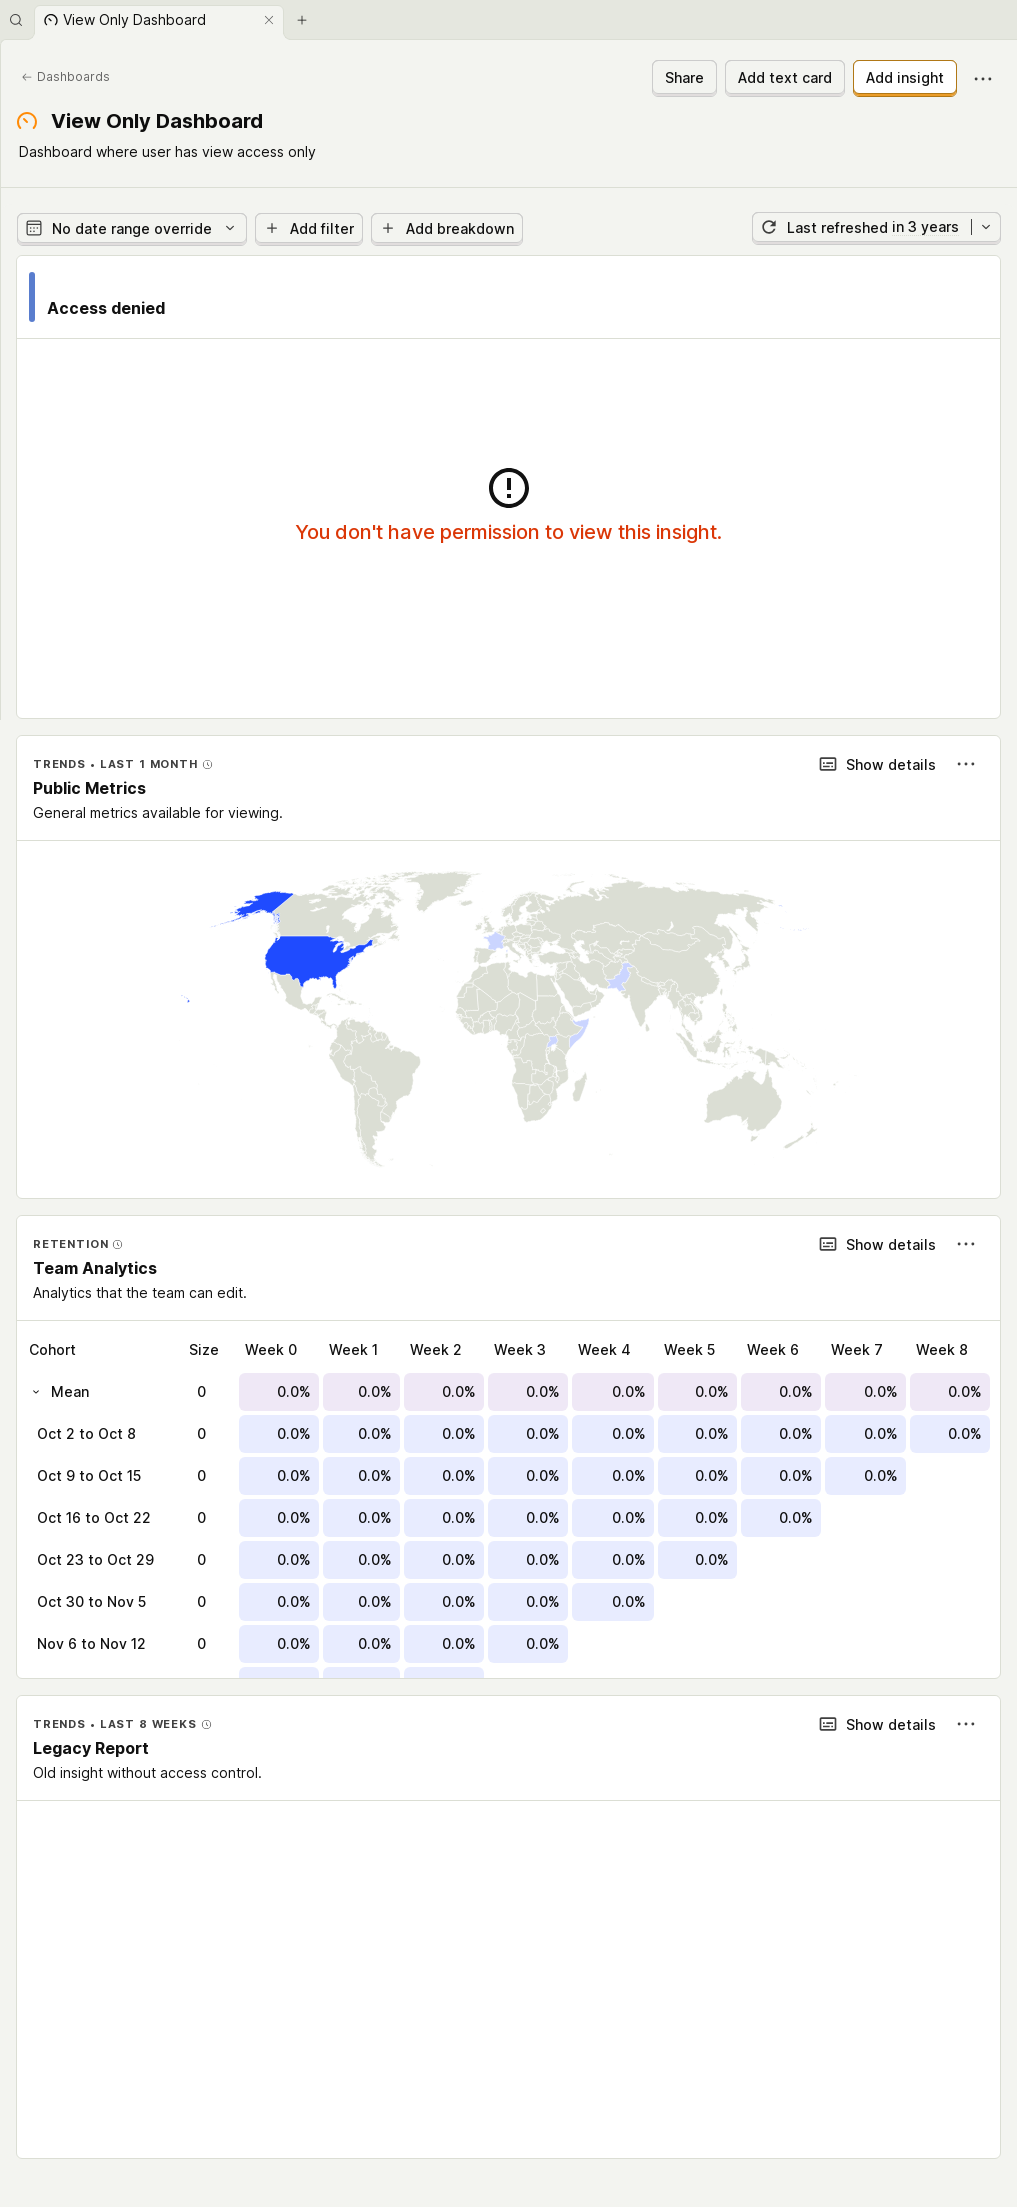 View Only Dashboard
Dashboards
Share
Add text card
Add insight
View Only Dashboard
Dashboard where user has view access only
No date range override
Add filter
Add breakdown
Last refreshed in 3 years
Access denied
You don't have permission to view this insight.
TRENDS • LAST 1 MONTH
Show details
Public Metrics
General metrics available for viewing.
RETENTION
Show details
Team Analytics
Analytics that the team can edit.
Cohort Size Week 0 Week 1 Week 2 Week 3 Week 4 Week 5 Week 6 Week 7 Week 8
Mean 0 0.0% 0.0% 0.0% 0.0% 0.0% 0.0% 0.0% 0.0% 0.0%
Oct 2 to Oct 8 0 0.0% 0.0% 0.0% 0.0% 0.0% 0.0% 0.0% 0.0% 0.0%
Oct 9 to Oct 15 0 0.0% 0.0% 0.0% 0.0% 0.0% 0.0% 0.0% 0.0%
Oct 16 to Oct 22 0 0.0% 0.0% 0.0% 0.0% 0.0% 0.0% 0.0%
Oct 23 to Oct 29 0 0.0% 0.0% 0.0% 0.0% 0.0% 0.0%
Oct 30 to Nov 5 0 0.0% 0.0% 0.0% 0.0% 0.0%
Nov 6 to Nov 12 0 0.0% 0.0% 0.0% 0.0%
TRENDS • LAST 8 WEEKS
Show details
Legacy Report
Old insight without access control.